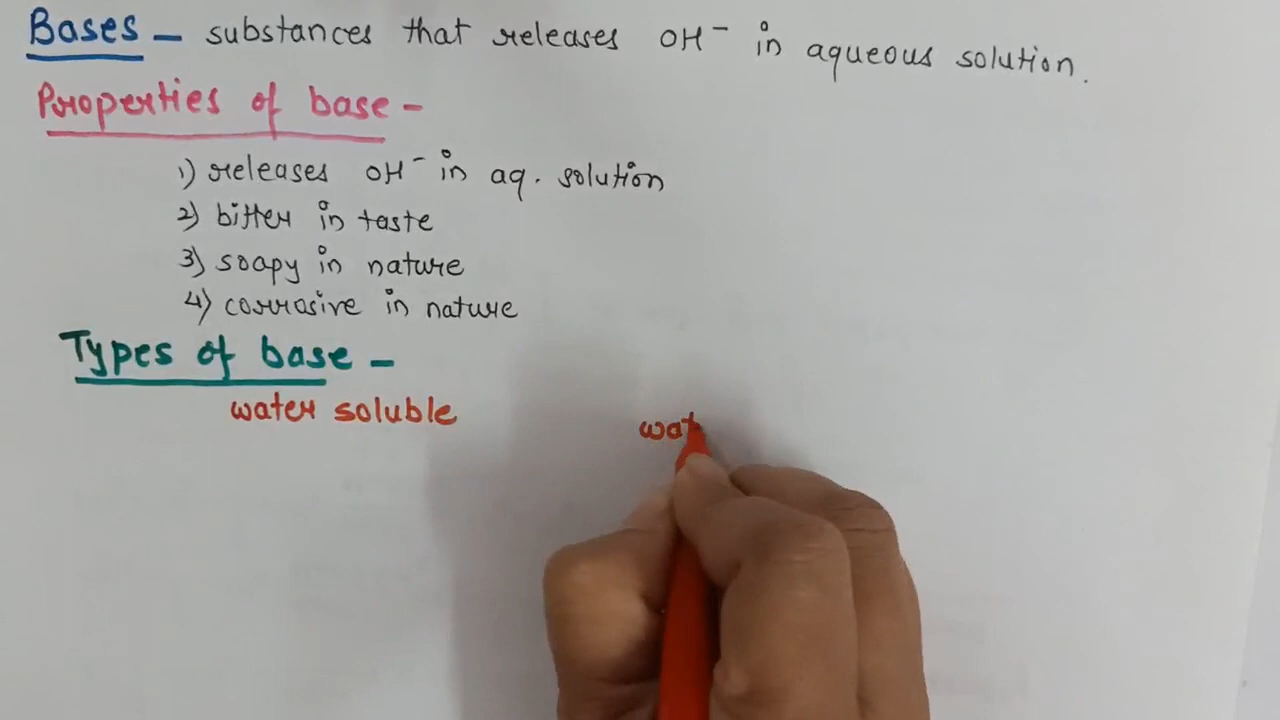 Bases – substances that releases OH⁻ in aqueous solution.
Properties of base –
1) releases OH⁻ in aq. solution
2) bitter in taste
3) soapy in nature
4) corrosive in nature
Types of base –
water soluble wat